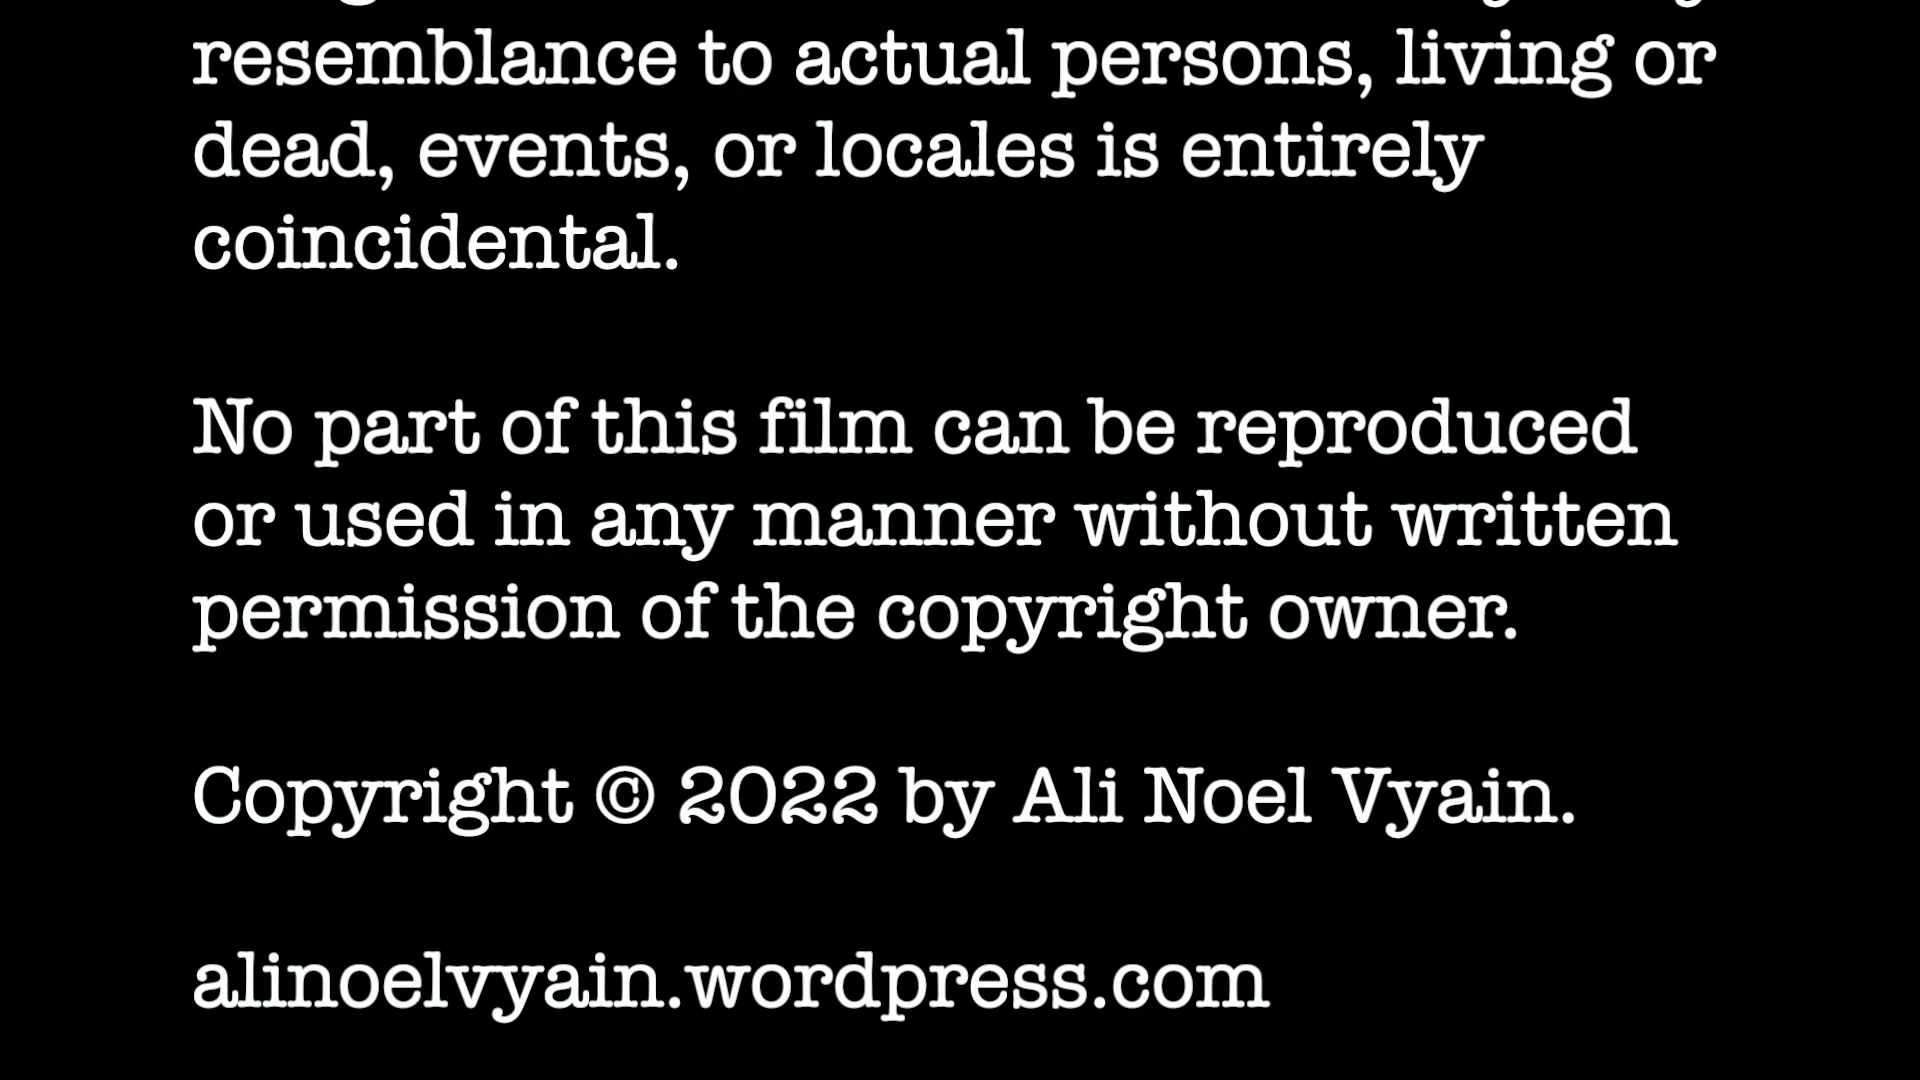 resemblance to actual persons, living or
dead, events, or locales is entirely
coincidental.
No part of this film can be reproduced
or used in any manner without written
permission of the copyright owner.
Copyright © 2022 by Ali Noel Vyain.
alinoelvyain.wordpress.com